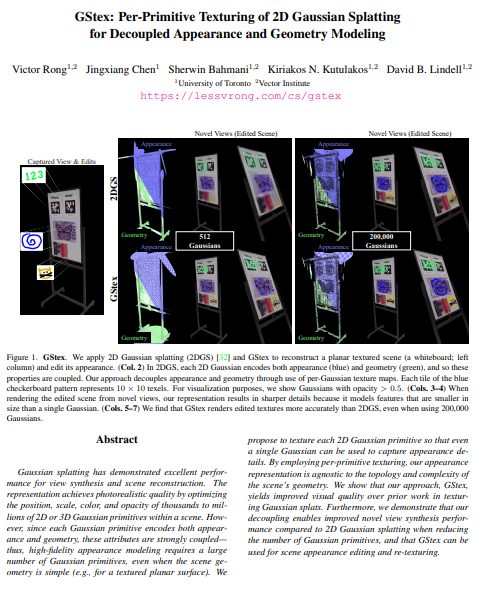 GStex: Per-Primitive Texturing of 2D Gaussian Splatting
for Decoupled Appearance and Geometry Modeling
Victor Rong1,2 Jingxiang Chen1 Sherwin Bahmani1,2 Kiriakos N. Kutulakos1,2 David B. Lindell1,2
1University of Toronto 2Vector Institute
https://lessvrong.com/cs/gstex
Novel Views (Edited Scene) Novel Views (Edited Scene)
Captured View & Edits
Appearance Appearance
123
2DGS
Geometry Geometry
512
Gaussians
200,000
Gaussians
Appearance Appearance
GStex
Geometry Geometry
Figure 1. GStex. We apply 2D Gaussian splatting (2DGS) [32] and GStex to reconstruct a planar textured scene (a whiteboard; left
column) and edit its appearance. (Col. 2) In 2DGS, each 2D Gaussian encodes both appearance (blue) and geometry (green), and so these
properties are coupled. Our approach decouples appearance and geometry through use of per-Gaussian texture maps. Each tile of the blue
checkerboard pattern represents 10 × 10 texels. For visualization purposes, we show Gaussians with opacity > 0.5. (Cols. 3–4) When
rendering the edited scene from novel views, our representation results in sharper details because it models features that are smaller in
size than a single Gaussian. (Cols. 5–7) We find that GStex renders edited textures more accurately than 2DGS, even when using 200,000
Gaussians.
Abstract
Gaussian splatting has demonstrated excellent perfor-
mance for view synthesis and scene reconstruction. The
representation achieves photorealistic quality by optimizing
the position, scale, color, and opacity of thousands to mil-
lions of 2D or 3D Gaussian primitives within a scene. How-
ever, since each Gaussian primitive encodes both appear-
ance and geometry, these attributes are strongly coupled—
thus, high-fidelity appearance modeling requires a large
number of Gaussian primitives, even when the scene ge-
ometry is simple (e.g., for a textured planar surface). We
propose to texture each 2D Gaussian primitive so that even
a single Gaussian can be used to capture appearance de-
tails. By employing per-primitive texturing, our appearance
representation is agnostic to the topology and complexity
of the scene's geometry. We show that our approach, GStex,
yields improved visual quality over prior work in textur-
ing Gaussian splats. Furthermore, we demonstrate that our
decoupling enables improved novel view synthesis perfor-
mance compared to 2D Gaussian splatting when reducing
the number of Gaussian primitives, and that GStex can be
used for scene appearance editing and re-texturing.